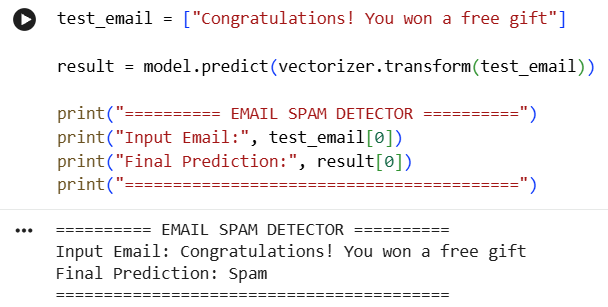 test_email = ["Congratulations! You won a free gift"]
result = model.predict(vectorizer.transform(test_email))
print("========== EMAIL SPAM DETECTOR ==========")
print("Input Email:", test_email[0])
print("Final Prediction:", result[0])
print("=========================================")
========== EMAIL SPAM DETECTOR ==========
Input Email: Congratulations! You won a free gift
Final Prediction: Spam
=========================================